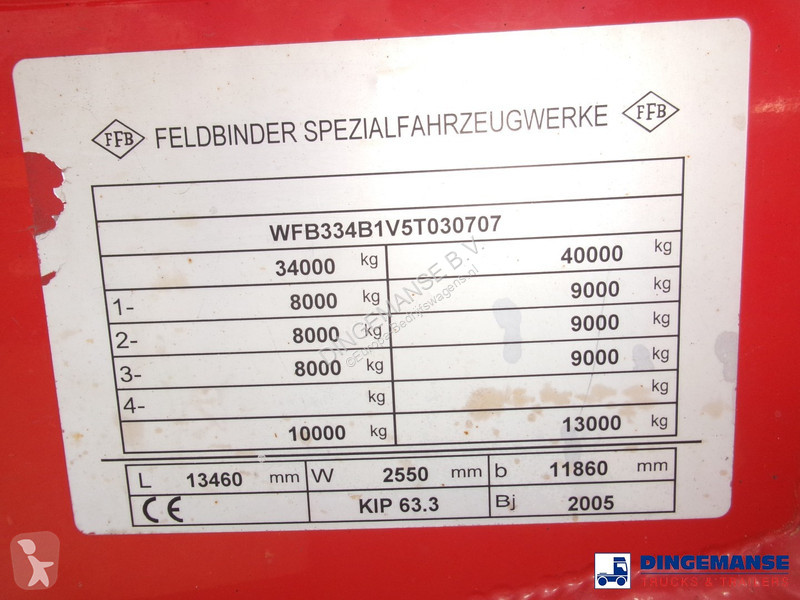 FFB FELDBINDER SPEZIALFAHRZEUGWERKE FFB
WFB334B1V5T030707
34000 kg 40000 kg
1- 8000 kg 9000 kg
2- 8000 kg 9000 kg
3- 8000 kg 9000 kg
4- kg kg
10000 kg 13000 kg
L 13460 mm W 2550 mm b 11860 mm
CE KIP 63.3 Bj 2005
DINGEMANSE B.V.
DINGEMANSE
TRUCKS & TRAILERS